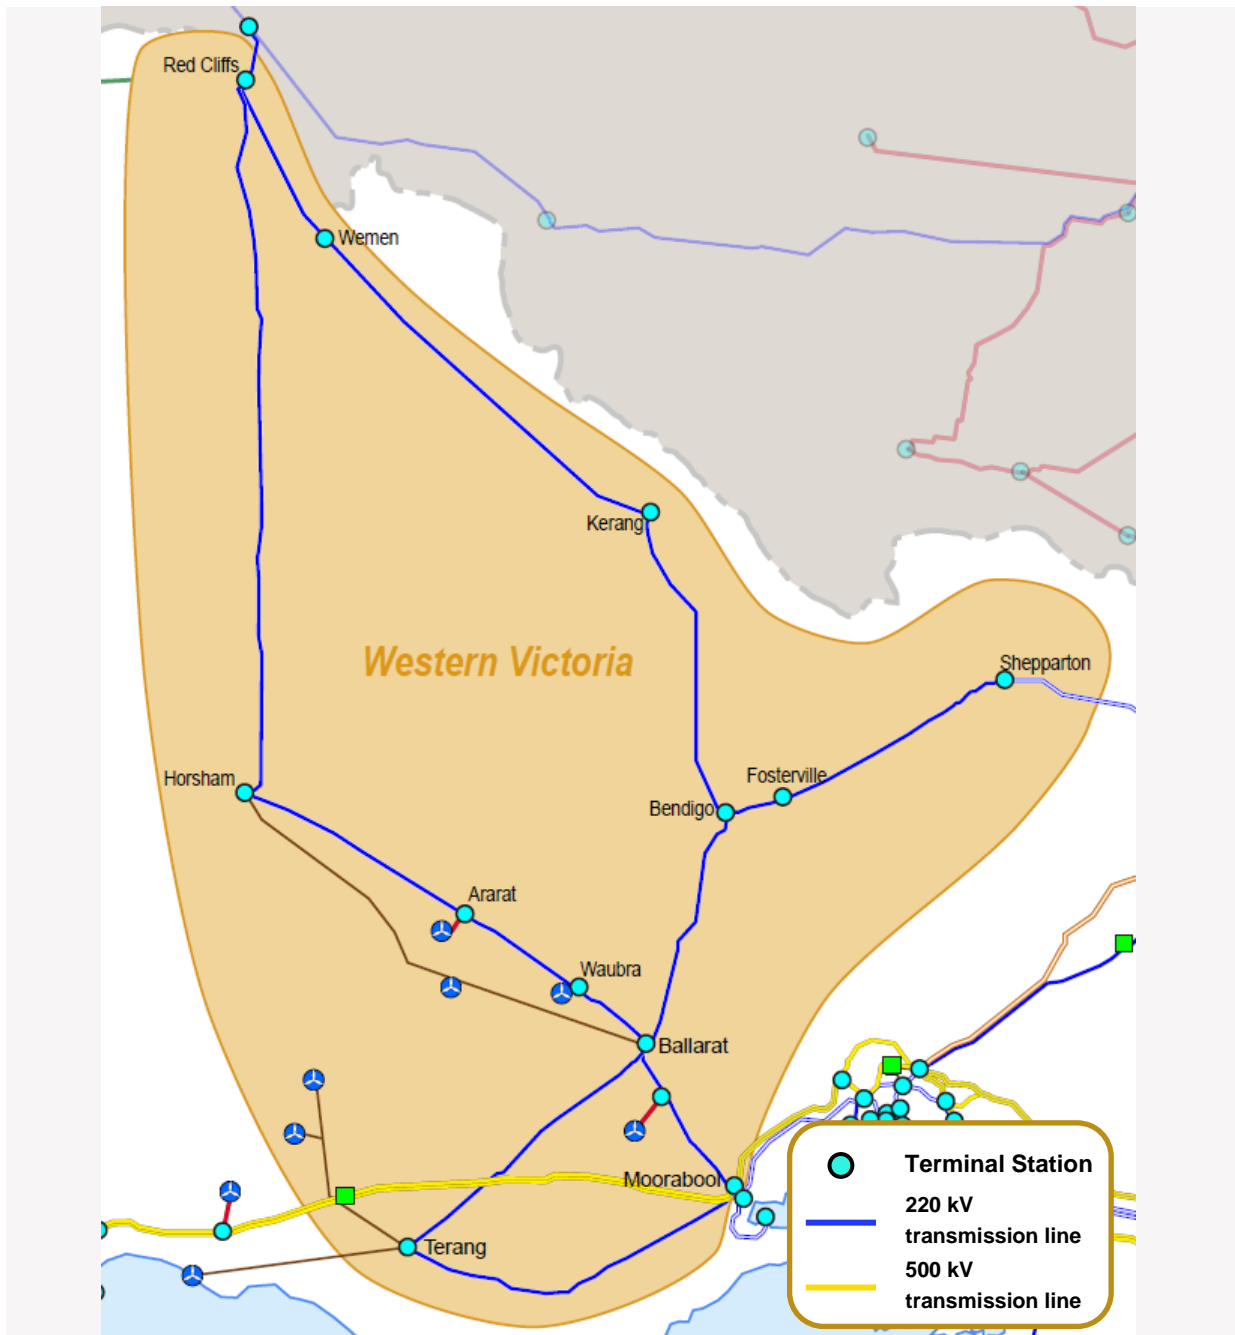 Red Cliffs
Wemen
Kerang
Western Victoria
Shepparton
Horsham
Fosterville
Bendigo
Ararat
Waubra
Ballarat
Moorabool
Terang
Terminal Station
220 kV
transmission line
500 kV
transmission line